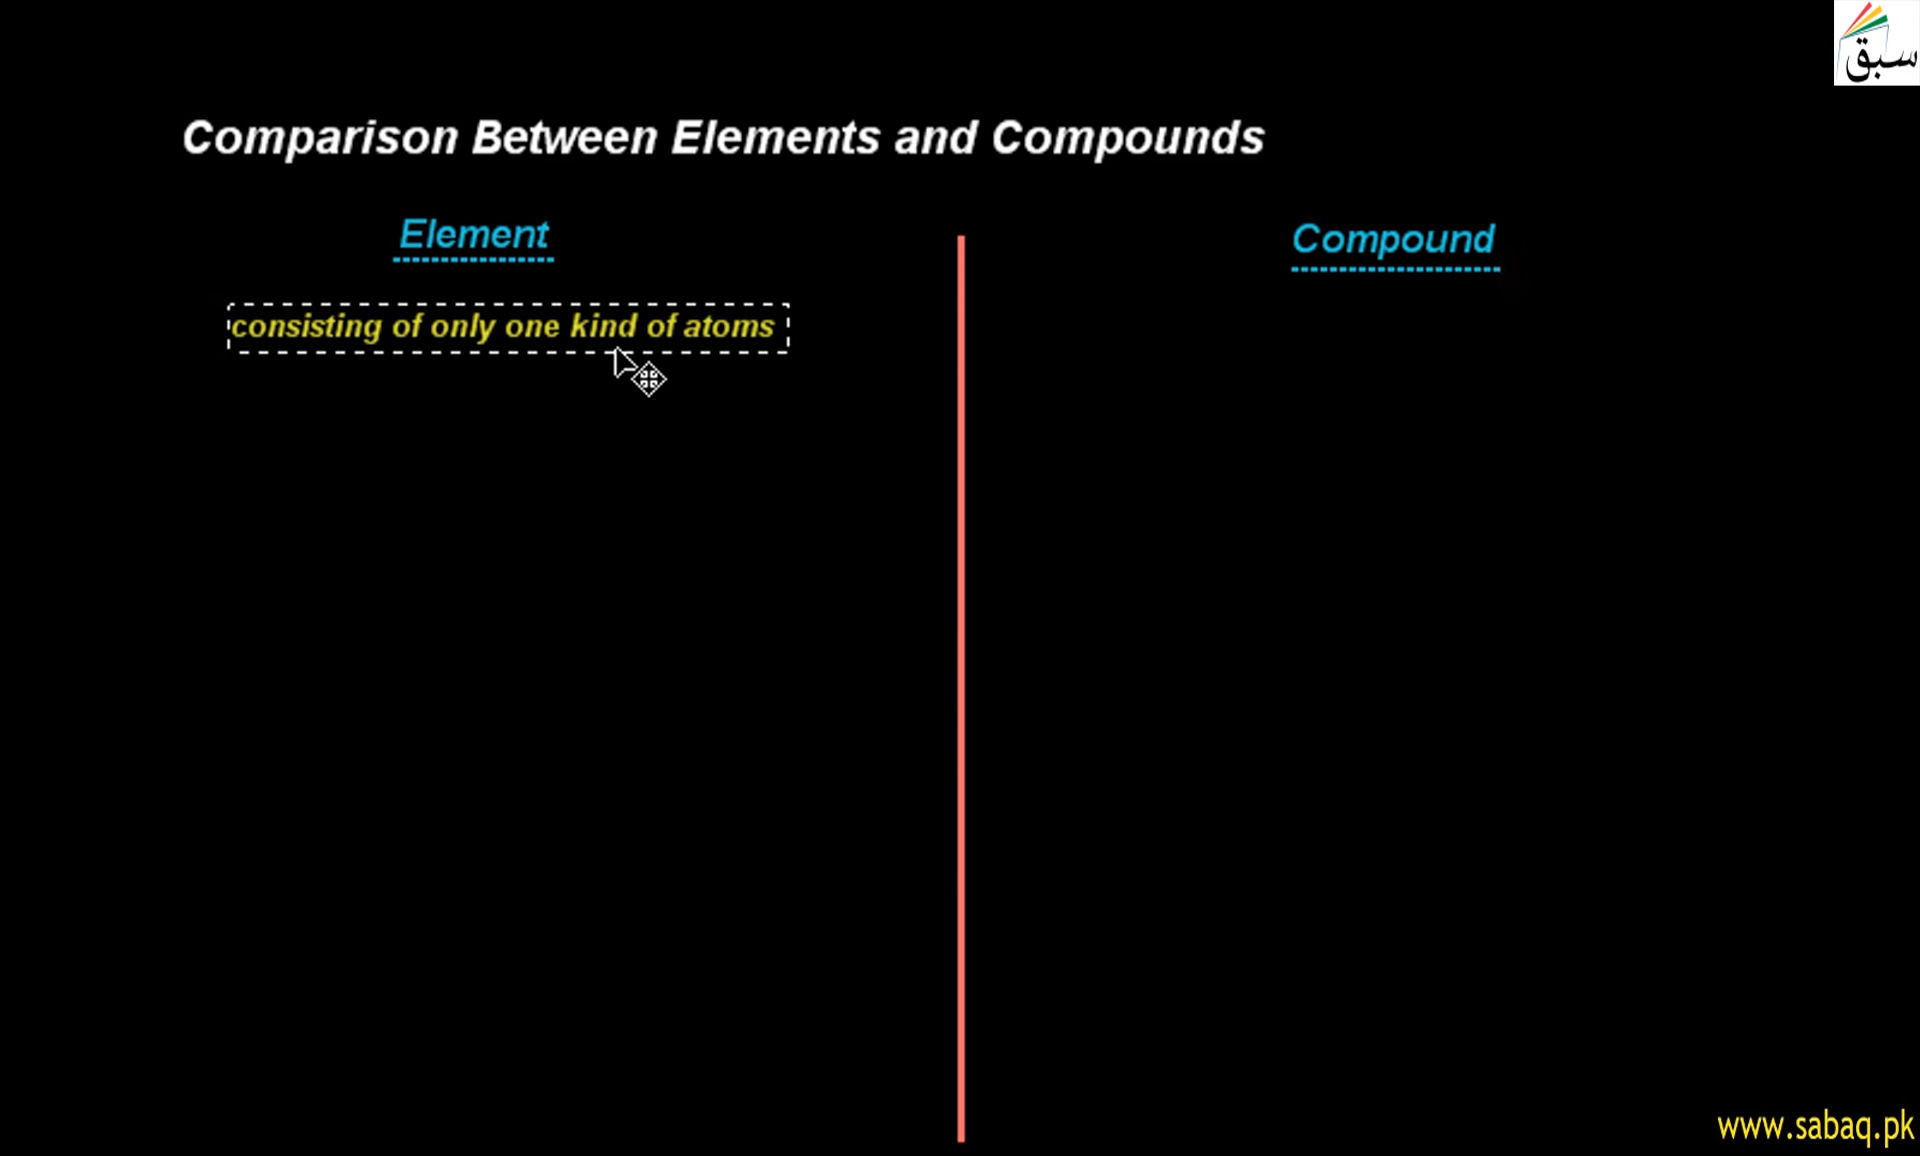 سبق
Comparison Between Elements and Compounds
Element
Compound
consisting of only one kind of atoms
www.sabaq.pk